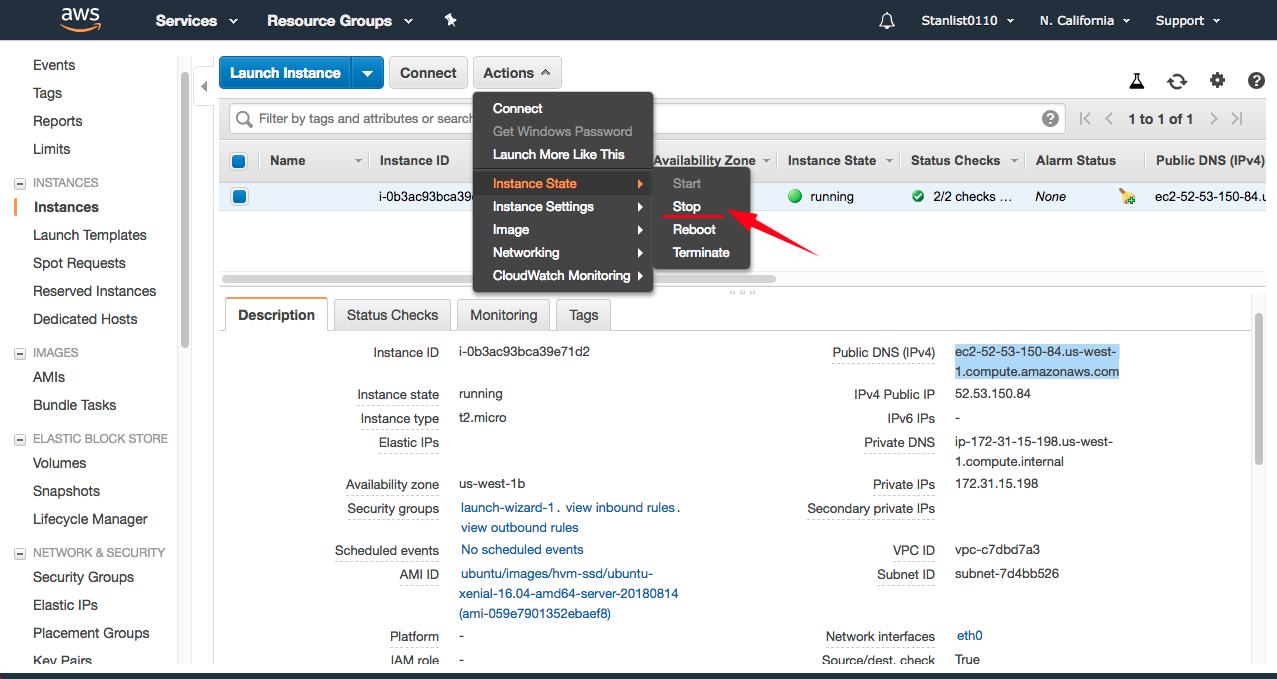 aws Services Resource Groups Stanlist0110 N. California Support
Events
Tags
Reports
Limits
INSTANCES
Instances
Launch Templates
Spot Requests
Reserved Instances
Dedicated Hosts
IMAGES
AMIs
Bundle Tasks
ELASTIC BLOCK STORE
Volumes
Snapshots
Lifecycle Manager
NETWORK & SECURITY
Security Groups
Elastic IPs
Placement Groups
Key Pairs
Launch Instance Connect Actions
Filter by tags and attributes or search 1 to 1 of 1
Name Instance ID Availability Zone Instance State Status Checks Alarm Status Public DNS (IPv4)
i-0b3ac93bca39 running 2/2 checks ... None ec2-52-53-150-84.u
Connect
Get Windows Password
Launch More Like This
Instance State
Instance Settings
Image
Networking
CloudWatch Monitoring
Start
Stop
Reboot
Terminate
Description Status Checks Monitoring Tags
Instance ID i-0b3ac93bca39e71d2
Instance state running
Instance type t2.micro
Elastic IPs
Availability zone us-west-1b
Security groups launch-wizard-1. view inbound rules.
view outbound rules
Scheduled events No scheduled events
AMI ID ubuntu/images/hvm-ssd/ubuntu-
xenial-16.04-amd64-server-20180814
(ami-059e7901352ebaef8)
Platform -
IAM role -
Public DNS (IPv4) ec2-52-53-150-84.us-west-
1.compute.amazonaws.com
IPv4 Public IP 52.53.150.84
IPv6 IPs -
Private DNS ip-172-31-15-198.us-west-
1.compute.internal
Private IPs 172.31.15.198
Secondary private IPs
VPC ID vpc-c7dbd7a3
Subnet ID subnet-7d4bb526
Network interfaces eth0
Source/dest. check True